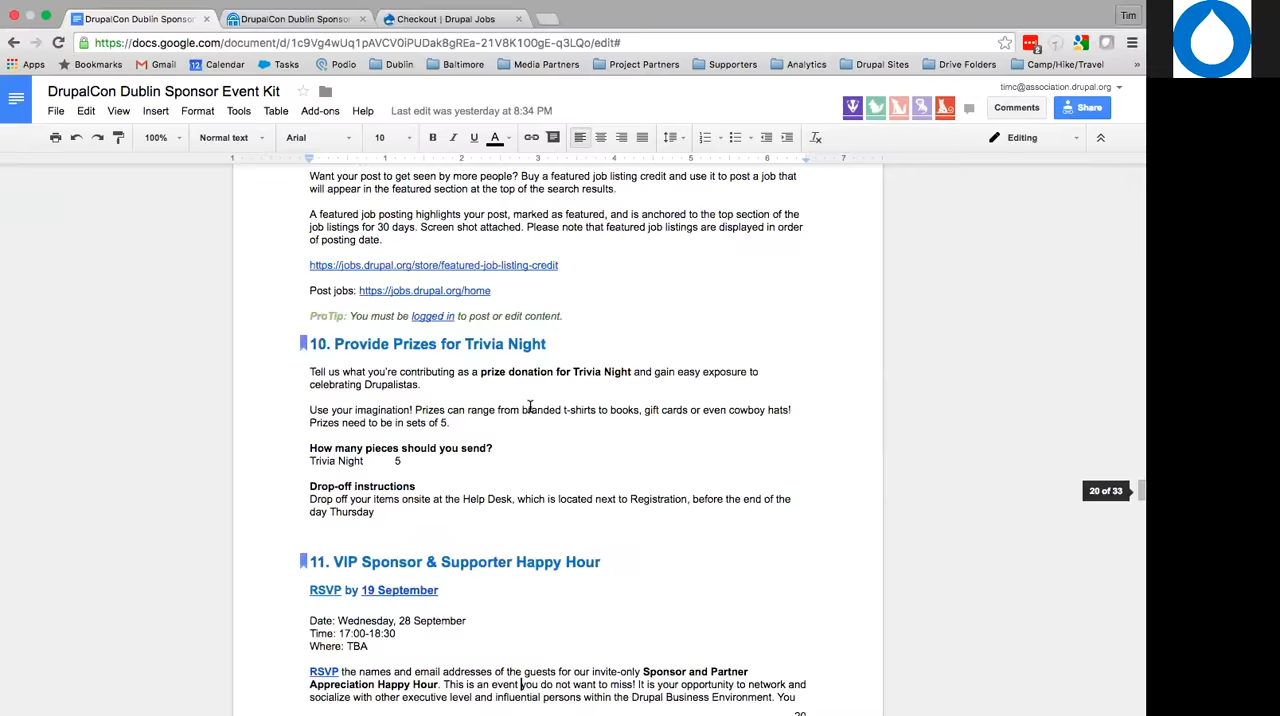 DrupalCon Dublin Sponsor
DrupalCon Dublin Sponsor
Checkout | Drupal Jobs
Tim
https://docs.google.com/document/d/1c9Vg4wUq1pAVCV0iPUDak8gREa-21V8K100gE-q3LQo/edit#
2
Apps
Bookmarks
Gmail
12
Calendar
Tasks
Podio
Dublin
Baltimore
Media Partners
Project Partners
Supporters
Analytics
Drupal Sites
Drive Folders
Camp/Hike/Travel
timc@association.drupal.org
DrupalCon Dublin Sponsor Event Kit
File Edit View Insert Format Tools Table Add-ons Help Last edit was yesterday at 8:34 PM
Comments
Share
100% Normal text Arial 10 B I U A Editing
1 1 2 3 4 5 6 7
Want your post to get seen by more people? Buy a featured job listing credit and use it to post a job that
will appear in the featured section at the top of the search results.
A featured job posting highlights your post, marked as featured, and is anchored to the top section of the
job listings for 30 days. Screen shot attached. Please note that featured job listings are displayed in order
of posting date.
https://jobs.drupal.org/store/featured-job-listing-credit
Post jobs: https://jobs.drupal.org/home
ProTip: You must be logged in to post or edit content.
10. Provide Prizes for Trivia Night
Tell us what you're contributing as a prize donation for Trivia Night and gain easy exposure to
celebrating Drupalistas.
Use your imagination! Prizes can range from branded t-shirts to books, gift cards or even cowboy hats!
Prizes need to be in sets of 5.
How many pieces should you send?
Trivia Night 5
20 of 33
Drop-off instructions
Drop off your items onsite at the Help Desk, which is located next to Registration, before the end of the
day Thursday
11. VIP Sponsor & Supporter Happy Hour
RSVP by 19 September
Date: Wednesday, 28 September
Time: 17:00-18:30
Where: TBA
RSVP the names and email addresses of the guests for our invite-only Sponsor and Partner
Appreciation Happy Hour. This is an event you do not want to miss! It is your opportunity to network and
socialize with other executive level and influential persons within the Drupal Business Environment. You
20